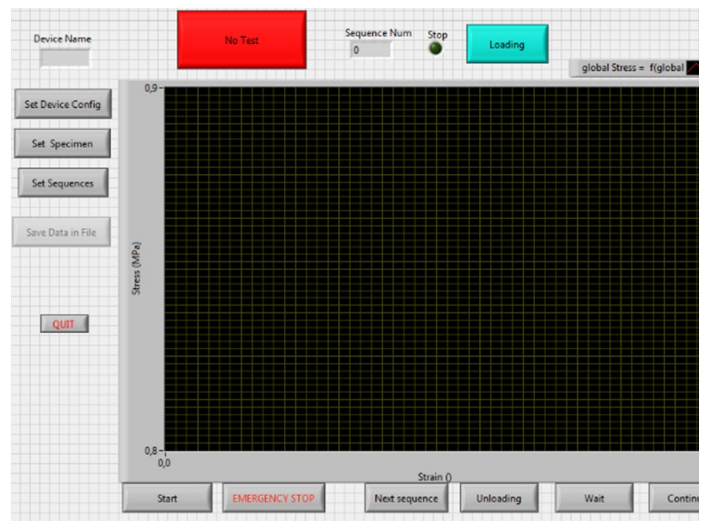 Device Name
No Test
Sequence Num
0
Stop
Loading
global Stress = f(global
Set Device Config
Set Specimen
Set Sequences
Save Data in File
QUIT
0,9
Stress (MPa)
0,8
0,0
Strain ()
Start
EMERGENCY STOP
Next sequence
Unloading
Wait
Contin